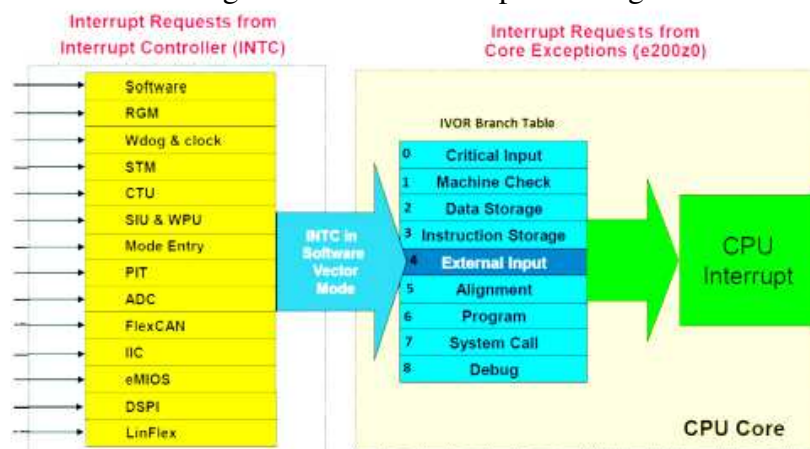 Interrupt Requests from
Interrupt Controller (INTC)
Interrupt Requests from
Core Exceptions (e200z0)
Software
RGM
Wdog & clock
STM
CTU
SIU & WPU
Mode Entry
PIT
ADC
FlexCAN
IIC
eMIOS
DSPI
LinFlex
INTC in
Software
Vector
Mode
IVOR Branch Table
0 Critical Input
1 Machine Check
2 Data Storage
3 Instruction Storage
4 External Input
5 Alignment
6 Program
7 System Call
8 Debug
CPU
Interrupt
CPU Core